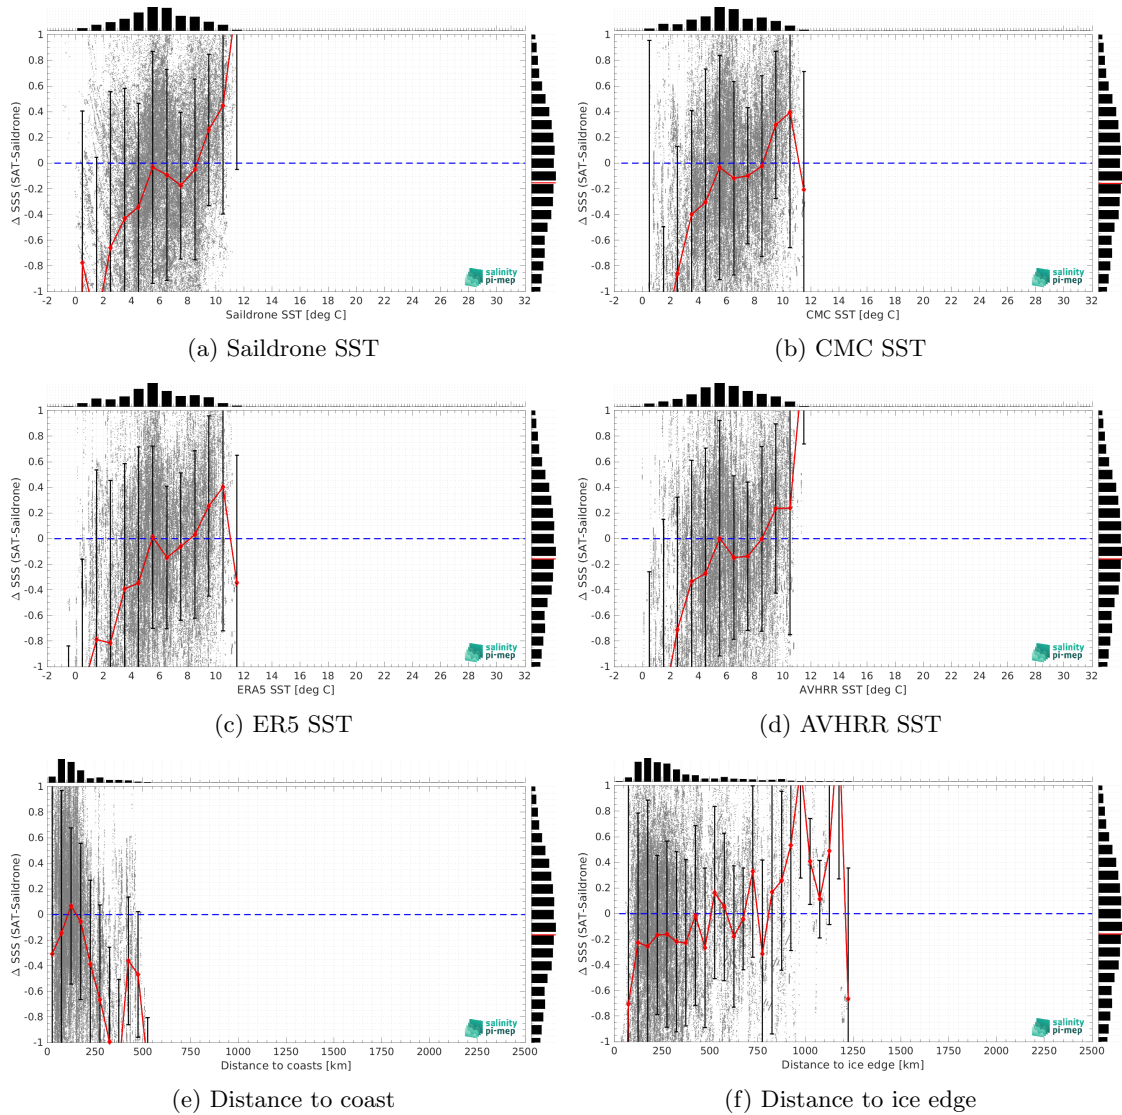 1
0.8
0.6
0.4
0.2
0
-0.2
-0.4
-0.6
-0.8
-1
Δ SSS (SAT-Saildrone)
salinity
pi-mep
-2 0 2 4 6 8 10 12 14 16 18 20 22 24 26 28 30 32
Saildrone SST [deg C]
(a) Saildrone SST
1
0.8
0.6
0.4
0.2
0
-0.2
-0.4
-0.6
-0.8
-1
Δ SSS (SAT-Saildrone)
salinity
pi-mep
-2 0 2 4 6 8 10 12 14 16 18 20 22 24 26 28 30 32
CMC SST [deg C]
(b) CMC SST
1
0.8
0.6
0.4
0.2
0
-0.2
-0.4
-0.6
-0.8
-1
Δ SSS (SAT-Saildrone)
salinity
pi-mep
-2 0 2 4 6 8 10 12 14 16 18 20 22 24 26 28 30 32
ERA5 SST [deg C]
(c) ER5 SST
1
0.8
0.6
0.4
0.2
0
-0.2
-0.4
-0.6
-0.8
-1
Δ SSS (SAT-Saildrone)
salinity
pi-mep
-2 0 2 4 6 8 10 12 14 16 18 20 22 24 26 28 30 32
AVHRR SST [deg C]
(d) AVHRR SST
1
0.8
0.6
0.4
0.2
0
-0.2
-0.4
-0.6
-0.8
-1
Δ SSS (SAT-Saildrone)
salinity
pi-mep
0 250 500 750 1000 1250 1500 1750 2000 2250 2500
Distance to coasts [km]
(e) Distance to coast
1
0.8
0.6
0.4
0.2
0
-0.2
-0.4
-0.6
-0.8
-1
Δ SSS (SAT-Saildrone)
salinity
pi-mep
0 250 500 750 1000 1250 1500 1750 2000 2250 2500
Distance to ice edge [km]
(f) Distance to ice edge